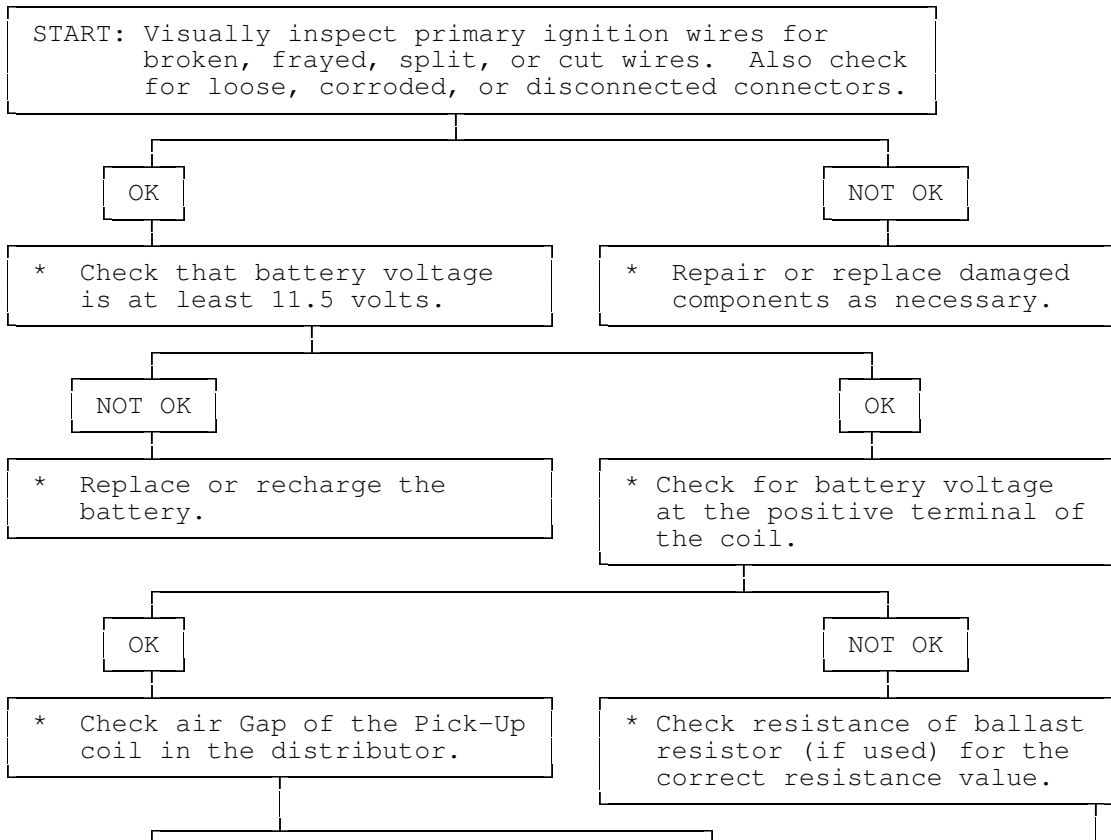 START: Visually inspect primary ignition wires for
broken, frayed, split, or cut wires. Also check
for loose, corroded, or disconnected connectors.
OK
NOT OK
* Check that battery voltage
is at least 11.5 volts.
* Repair or replace damaged
components as necessary.
NOT OK
OK
* Replace or recharge the
battery.
* Check for battery voltage
at the positive terminal of
the coil.
OK
NOT OK
* Check air Gap of the Pick-Up
coil in the distributor.
* Check resistance of ballast
resistor (if used) for the
correct resistance value.